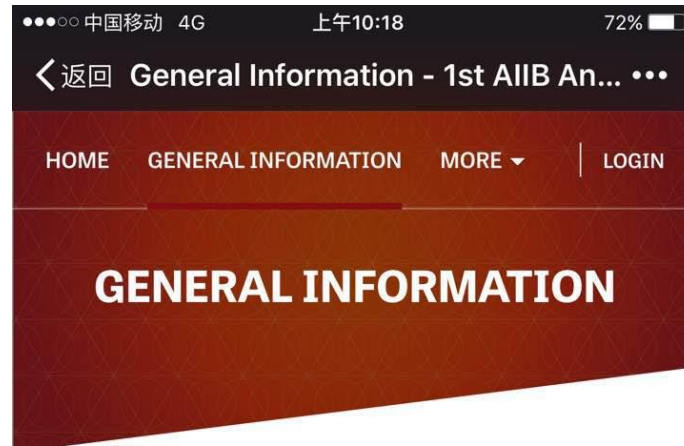 中国移动 4G 上午10:18 72%
返回 General Information - 1st AIIB An...
HOME GENERAL INFORMATION MORE LOGIN
GENERAL INFORMATION